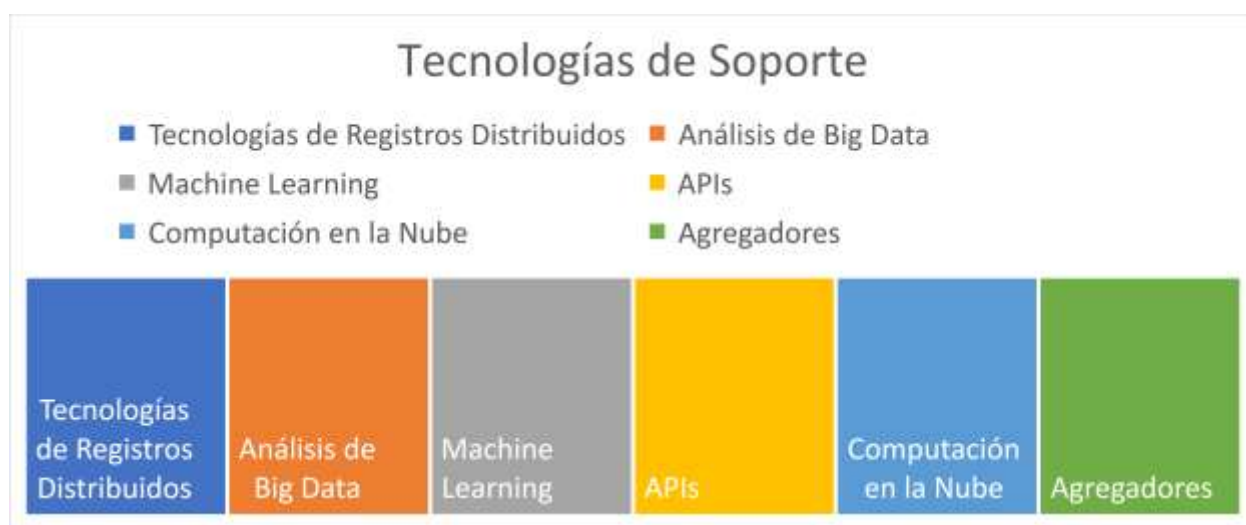 Tecnologías de Soporte
Tecnologías de Registros Distribuidos
Análisis de Big Data
Machine Learning
APIs
Computación en la Nube
Agregadores
Tecnologías
de Registros
Distribuidos
Análisis de
Big Data
Machine
Learning
APIs
Computación
en la Nube
Agregadores